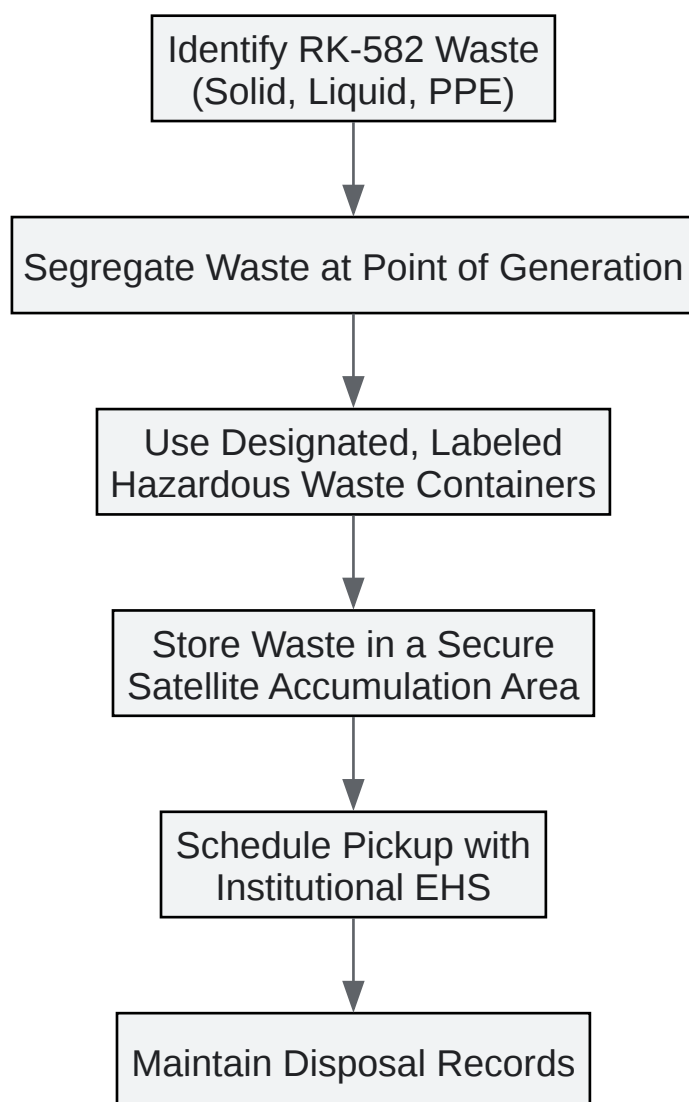 Identify RK-582 Waste
(Solid, Liquid, PPE)
Segregate Waste at Point of Generation
Use Designated, Labeled
Hazardous Waste Containers
Store Waste in a Secure
Satellite Accumulation Area
Schedule Pickup with
Institutional EHS
Maintain Disposal Records